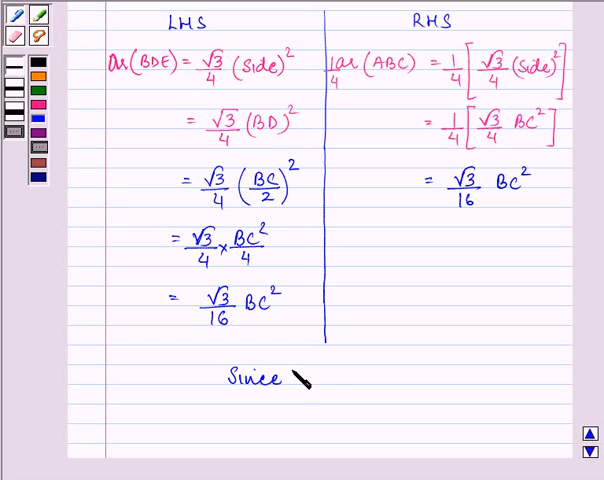 LHS RHS
ar(BDE) = √3/4 (Side)² 1/4 ar(ABC) = 1/4 [√3/4 (Side)²]
= √3/4 (BD)² = 1/4 [√3/4 BC²]
= √3/4 (BC/2)² = √3/16 BC²
= √3/4 × BC²/4
= √3/16 BC²
Since